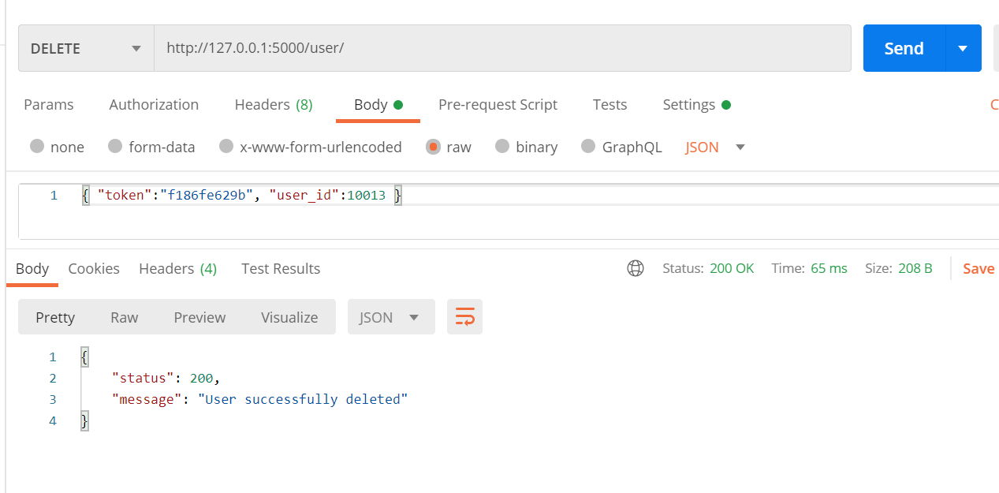 DELETE http://127.0.0.1:5000/user/ Send
Params Authorization Headers (8) Body Pre-request Script Tests Settings C
none form-data x-www-form-urlencoded raw binary GraphQL JSON
1 { "token":"f186fe629b", "user_id":10013 }
Body Cookies Headers (4) Test Results Status: 200 OK Time: 65 ms Size: 208 B Save
Pretty Raw Preview Visualize JSON
1 {
2 "status": 200,
3 "message": "User successfully deleted"
4 }